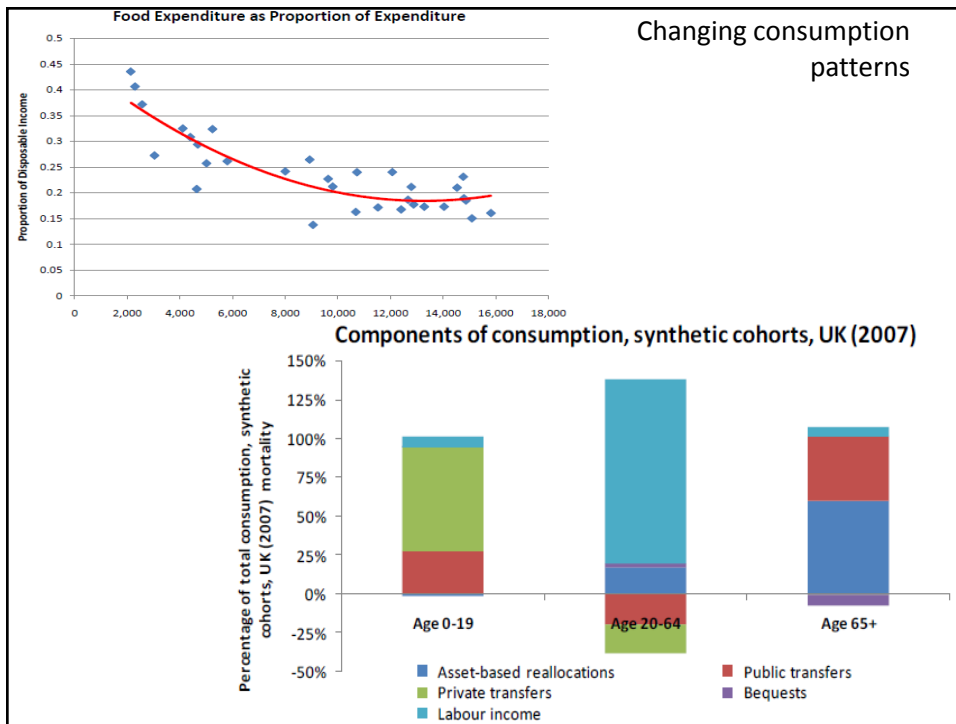 Food Expenditure as Proportion of Expenditure
Changing consumption
patterns
Proportion of Disposable Income
0.5
0.45
0.4
0.35
0.3
0.25
0.2
0.15
0.1
0.05
0
0 2,000 4,000 6,000 8,000 10,000 12,000 14,000 16,000 18,000
Components of consumption, synthetic cohorts, UK (2007)
Percentage of total consumption, synthetic
cohorts, UK (2007) mortality
150%
125%
100%
75%
50%
25%
0%
-25%
-50%
Age 0-19 Age 20-64 Age 65+
Asset-based reallocations Public transfers
Private transfers Bequests
Labour income